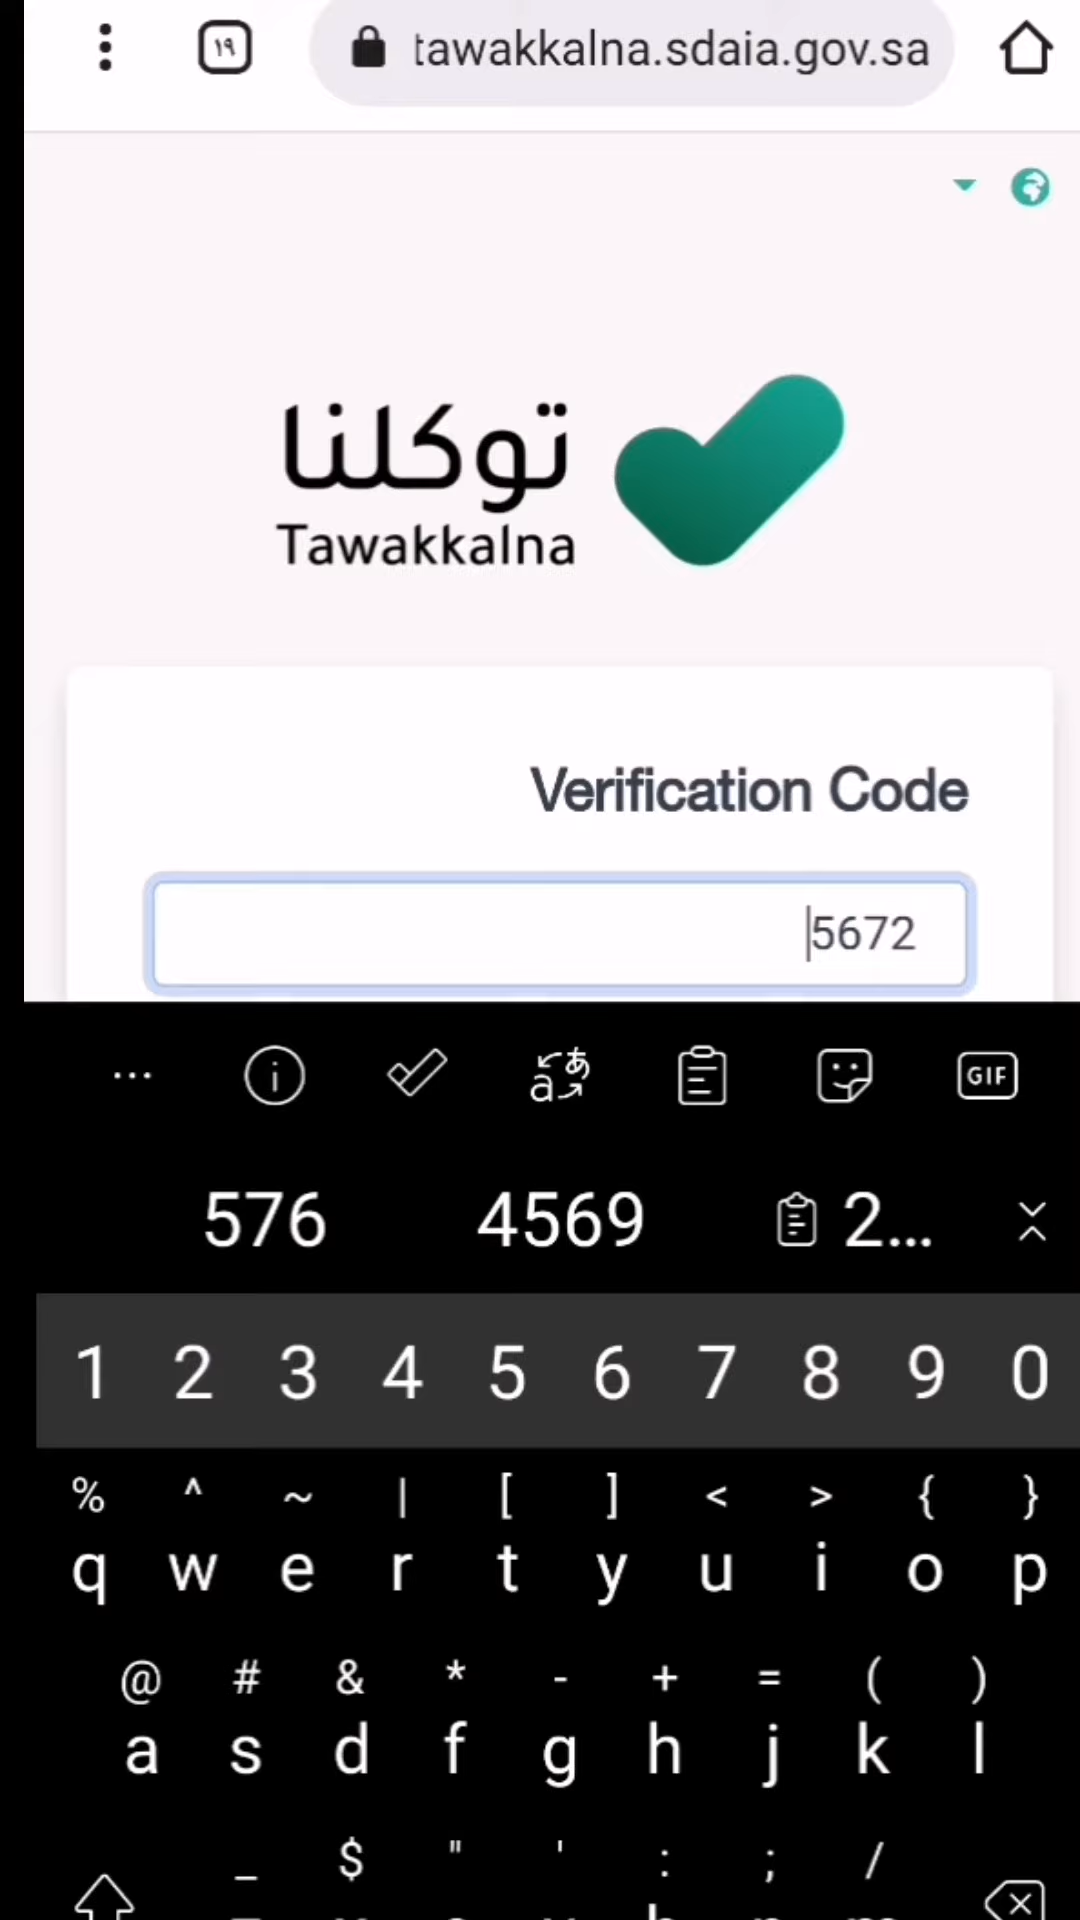 ١٩ tawakkalna.sdaia.gov.sa
توكلنا
Tawakkalna
Verification Code
5672
... i GIF
576 4569 2...
1 2 3 4 5 6 7 8 9 0
% ^ ~ | [ ] < > { }
q w e r t y u i o p
@ # & * - + = ( )
a s d f g h j k l
_ $ " ' : ; /